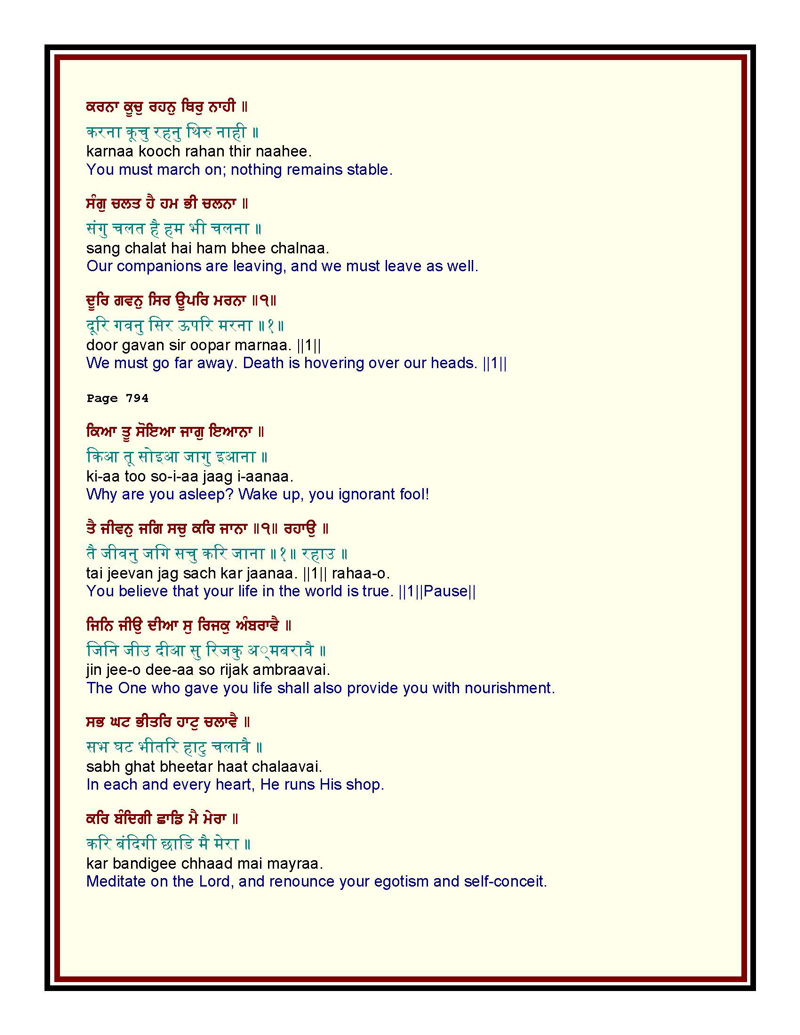 ਕਰਨਾ ਕੂਚੁ ਰਹਨੁ ਥਿਰੁ ਨਾਹੀ ॥
करना कूचु रहनु थिरु नाही ॥
karnaa kooch rahan thir naahee.
You must march on; nothing remains stable.
ਸੰਗੁ ਚਲਤ ਹੈ ਹਮ ਭੀ ਚਲਨਾ ॥
संगु चलत है हम भी चलना ॥
sang chalat hai ham bhee chalnaa.
Our companions are leaving, and we must leave as well.
ਦੂਰਿ ਗਵਨੁ ਸਿਰ ਊਪਰਿ ਮਰਨਾ ॥੧॥
दूरि गवनु सिर ऊपरि मरना ॥१॥
door gavan sir oopar marnaa. ||1||
We must go far away. Death is hovering over our heads. ||1||
Page 794
ਕਿਆ ਤੂ ਸੋਇਆ ਜਾਗੁ ਇਆਨਾ ॥
किआ तू सोइआ जागु इआना ॥
ki-aa too so-i-aa jaag i-aanaa.
Why are you asleep? Wake up, you ignorant fool!
ਤੈ ਜੀਵਨੁ ਜਗਿ ਸਚੁ ਕਰਿ ਜਾਨਾ ॥੧॥ ਰਹਾਉ ॥
तै जीवनु जगि सचु करि जाना ॥१॥ रहाउ ॥
tai jeevan jag sach kar jaanaa. ||1|| rahaa-o.
You believe that your life in the world is true. ||1||Pause||
ਜਿਨਿ ਜੀਉ ਦੀਆ ਸੁ ਰਿਜਕੁ ਅੰਬਰਾਵੈ ॥
जिनि जीउ दीआ सु रिजकु अ्मबरावै ॥
jin jee-o dee-aa so rijak ambraavai.
The One who gave you life shall also provide you with nourishment.
ਸਭ ਘਟ ਭੀਤਰਿ ਹਾਟੁ ਚਲਾਵੈ ॥
सभ घट भीतरि हाटु चलावै ॥
sabh ghat bheetar haat chalaavai.
In each and every heart, He runs His shop.
ਕਰਿ ਬੰਦਿਗੀ ਛਾਡਿ ਮੈ ਮੇਰਾ ॥
करि बंदिगी छाडि मै मेरा ॥
kar bandigee chhaad mai mayraa.
Meditate on the Lord, and renounce your egotism and self-conceit.